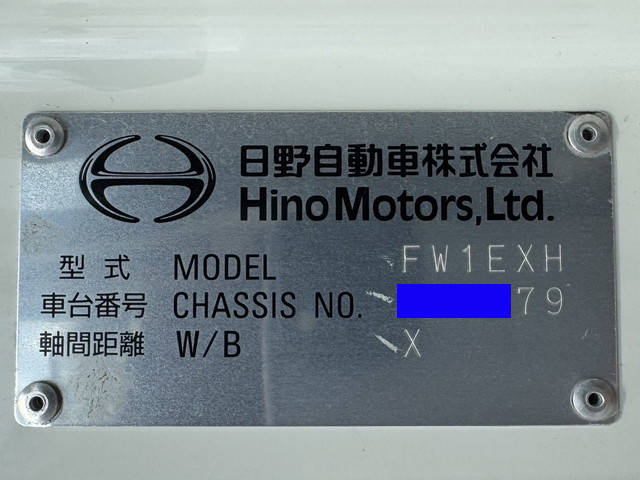 日野自動車株式会社
Hino Motors, Ltd.
型式 MODEL FW1EXH
車台番号 CHASSIS NO. 79
軸間距離 W/B X